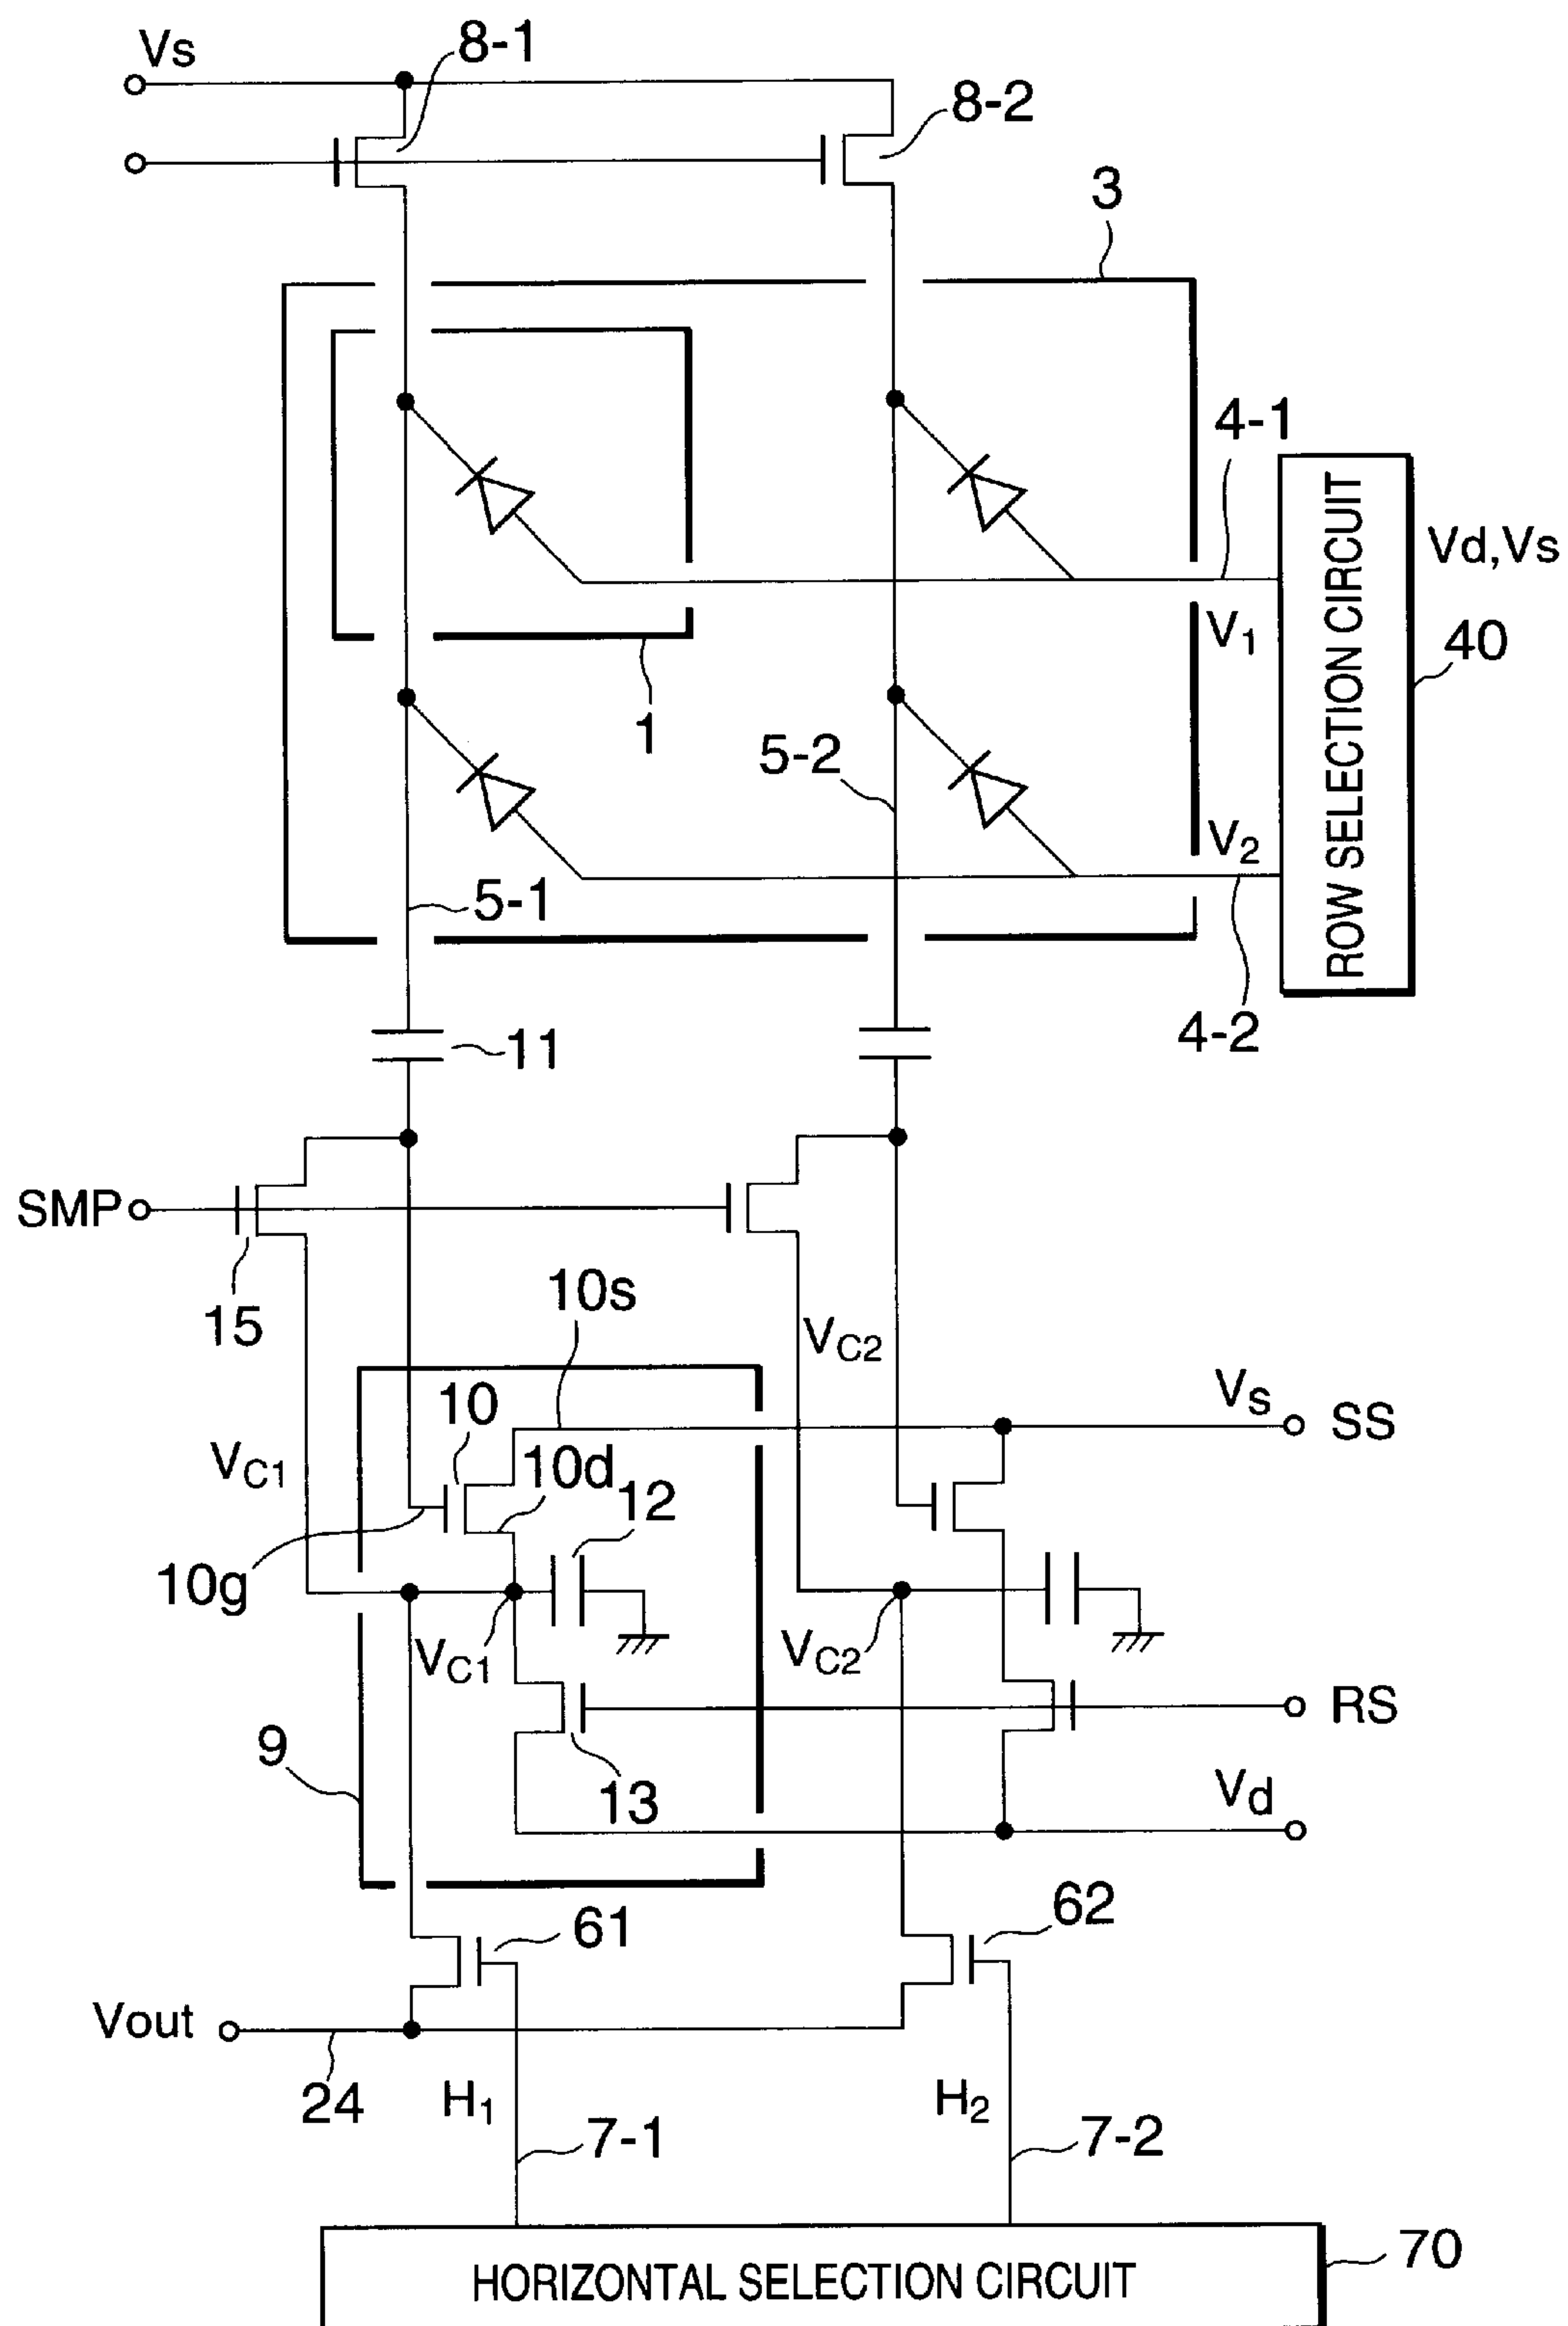 Vs
8-1
8-2
3
4-1
Vd,Vs
V1
40
1
ROW SELECTION CIRCUIT
5-2
V2
5-1
11
4-2
SMP
15
10s
VC2
10
Vs
SS
VC1
10d
12
10g
VC1
VC2
RS
9
13
Vd
61
62
Vout
24
H1
H2
7-1
7-2
70
HORIZONTAL SELECTION CIRCUIT